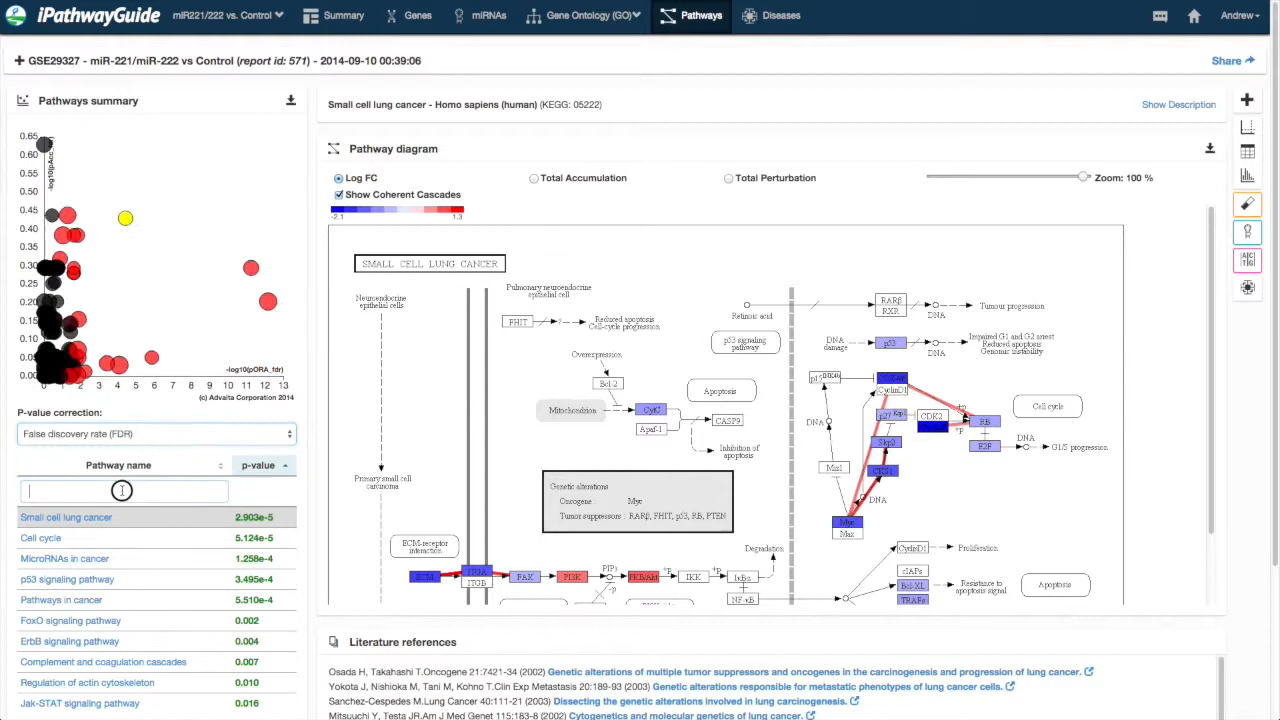 iPathwayGuide
miR221/222 vs. Control
Summary
Genes
miRNAs
Gene Ontology (GO)
Pathways
Diseases
Andrew
GSE29327 - miR-221/miR-222 vs Control (report id: 571) - 2014-09-10 00:39:06
Share
Pathways summary
0.65
0.60
0.55
0.50
0.45
0.40
0.35
0.30
0.25
0.20
0.15
0.10
0.05
0.00
-log10(pORA_fdr)
0 1 2 3 4 5 6 7 8 9 10 11 12 13
(c) Advaita Corporation 2014
P-value correction:
False discovery rate (FDR)
Pathway name p-value
Small cell lung cancer 2.903e-5
Cell cycle 5.124e-5
MicroRNAs in cancer 1.258e-4
p53 signaling pathway 3.495e-4
Pathways in cancer 5.510e-4
FoxO signaling pathway 0.002
ErbB signaling pathway 0.004
Complement and coagulation cascades 0.007
Regulation of actin cytoskeleton 0.010
Jak-STAT signaling pathway 0.016
Small cell lung cancer - Homo sapiens (human) (KEGG: 05222)
Show Description
Pathway diagram
Log FC
Total Accumulation
Total Perturbation
Zoom: 100 %
Show Coherent Cascades
-2.1
1.3
SMALL CELL LUNG CANCER
Neuroendocrine
epithelial cells
Primary small cell
carcinoma
Pulmonary neuroendocrine
epithelial cell
FHIT
?
Reduced apoptosis
Cell-cycle progression
Overexpression
Bcl-2
Mitochondrion
CytC
Apaf-1
CASP9
Apoptosis
Inhibition of
apoptosis
p53 signaling
pathway
Genetic alterations
Oncogene : Myc
Tumor suppressors : RARβ, FHIT, p53, RB, PTEN
Retinoic acid
RARβ
RXR
DNA
Tumour progression
DNA
damage
p53
DNA
Impaired G1 and G2 arrest
Reduced apoptosis
Genomic instability
CyclinD1
p27
CDK2
+p
+p
RB
E2F
DNA
G1/S progression
Cell cycle
Skp2
CKS1
DNA
Miz1
DNA
Myc
Max
ECM-receptor
interaction
ECM
ITGA
ITGB
FAK
PI3K
PIP3
-p
PKB/Akt
+p
IKK
+p
IκBα
NF-κB
Degradation
DNA
CyclinD1
Proliferation
cIAPs
Bcl-XL
TRAFs
Resistance to
apoptosis signal
Apoptosis
Literature references
Osada H, Takahashi T.Oncogene 21:7421-34 (2002) Genetic alterations of multiple tumor suppressors and oncogenes in the carcinogenesis and progression of lung cancer.
Yokota J, Nishioka M, Tani M, Kohno T.Clin Exp Metastasis 20:189-93 (2003) Genetic alterations responsible for metastatic phenotypes of lung cancer cells.
Sanchez-Cespedes M.Lung Cancer 40:111-21 (2003) Dissecting the genetic alterations involved in lung carcinogenesis.
Mitsuuchi Y, Testa JR.Am J Med Genet 115:183-8 (2002) Cytogenetics and molecular genetics of lung cancer.